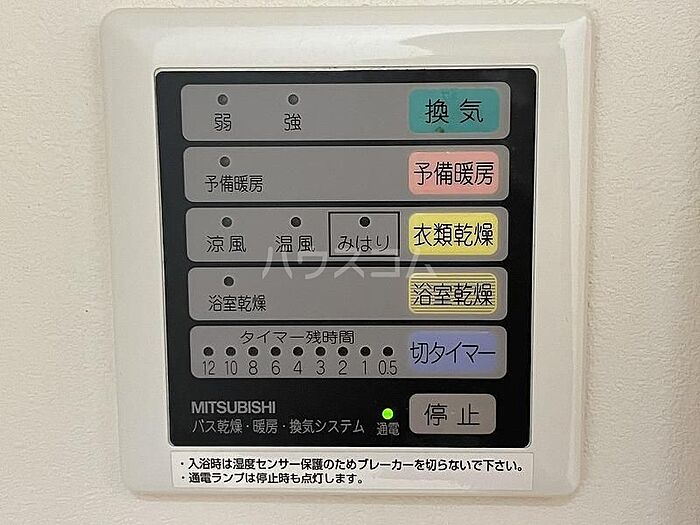 弱 強 換気
予備暖房 予備暖房
涼風 温風 みはり 衣類乾燥
ハウスコム
浴室乾燥 浴室乾燥
タイマー残時間
12 10 8 6 4 3 2 1 0.5 切タイマー
MITSUBISHI
バス乾燥・暖房・換気システム 通電 停止
・入浴時は湿度センサー保護のためブレーカーを切らないで下さい。
・通電ランプは停止時も点灯します。